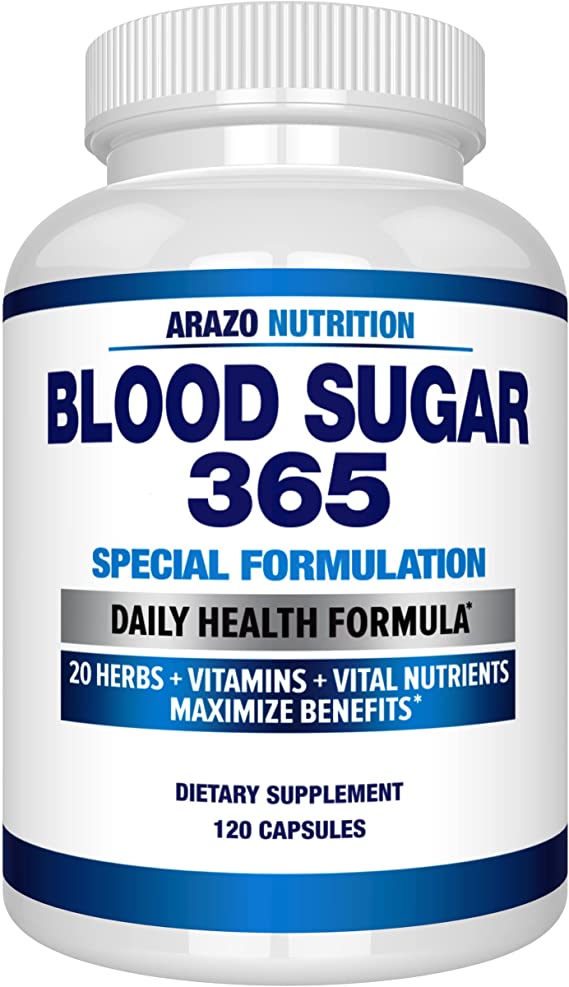 ARAZO NUTRITION
BLOOD SUGAR
365
SPECIAL FORMULATION
DAILY HEALTH FORMULA*
20 HERBS + VITAMINS + VITAL NUTRIENTS
MAXIMIZE BENEFITS*
DIETARY SUPPLEMENT
120 CAPSULES